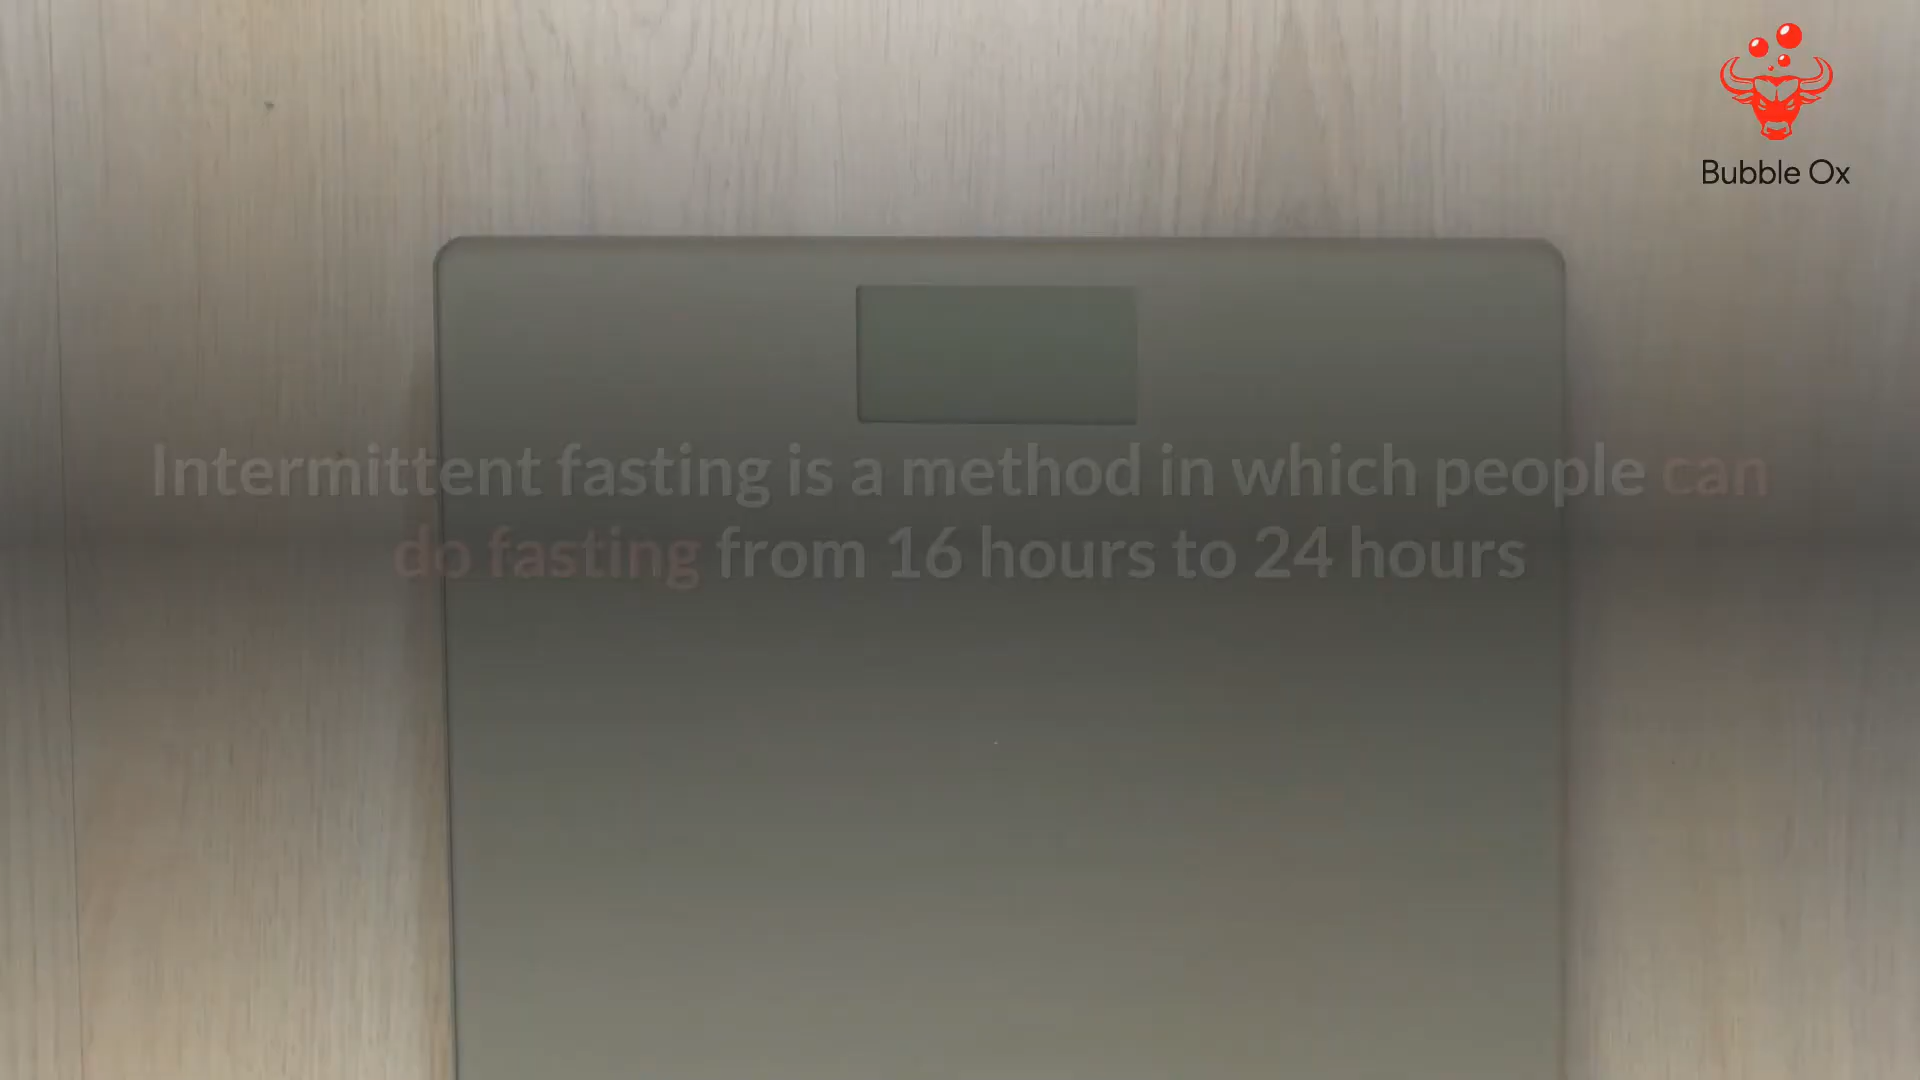 Bubble Ox
Intermittent fasting is a method in which people can
do fasting from 16 hours to 24 hours